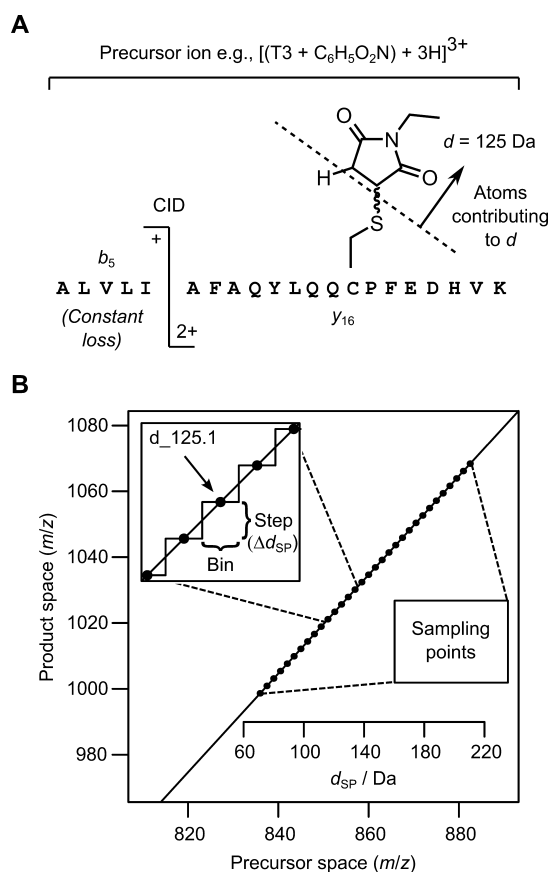 A
Precursor ion e.g., [(T3 + C6H5O2N) + 3H]3+
O
N
d = 125 Da
H
O
Atoms
contributing
to d
S
CID
+
b5
A L V L I A F A Q Y L Q Q C P F E D H V K
(Constant
loss)
2+
y16
B
1080
1060
1040
1020
1000
980
Product space (m/z)
d_125.1
Step
(ΔdSP)
Bin
Sampling
points
60 100 140 180 220
dSP / Da
820 840 860 880
Precursor space (m/z)